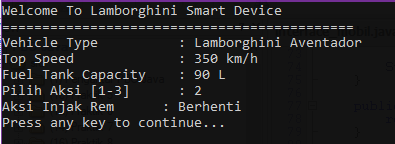 Welcome To Lamborghini Smart Device
============================================
Vehicle Type          : Lamborghini Aventador
Top Speed             : 350 km/h
Fuel Tank Capacity    : 90 L
Pilih Aksi [1-3]      : 2
Aksi Injak Rem      : Berhenti
Press any key to continue...